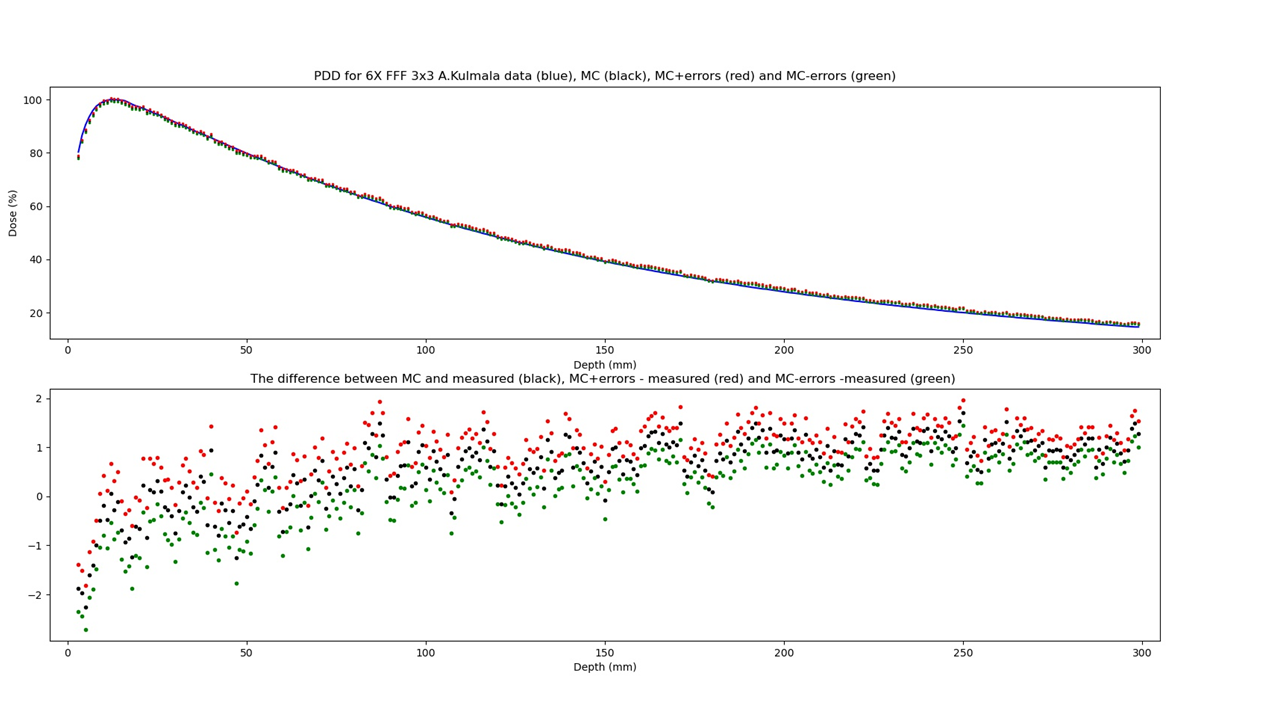 PDD for 6X FFF 3x3 A.Kulmala data (blue), MC (black), MC+errors (red) and MC-errors (green)
Dose (%)
100
80
60
40
20
0 50 100 150 200 250 300
Depth (mm)
The difference between MC and measured (black), MC+errors - measured (red) and MC-errors -measured (green)
2
1
0
−1
−2
0 50 100 150 200 250 300
Depth (mm)